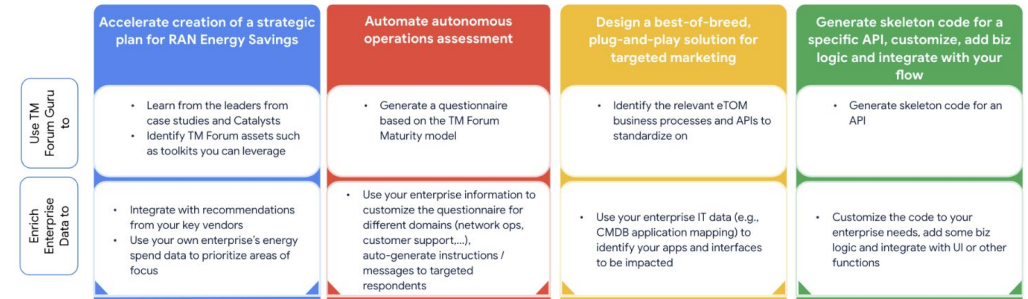 Accelerate creation of a strategic
plan for RAN Energy Savings
Automate autonomous
operations assessment
Design a best-of-breed,
plug-and-play solution for
targeted marketing
Generate skeleton code for a
specific API, customize, add biz
logic and integrate with your
flow
Use TM
Forum Guru
to
• Learn from the leaders from
case studies and Catalysts
• Identify TM Forum assets such
as toolkits you can leverage
• Generate a questionnaire
based on the TM Forum
Maturity model
• Identify the relevant eTOM
business processes and APIs to
standardize on
• Generate skeleton code for an
API
Enrich
Enterprise
Data to
• Integrate with recommendations
from your key vendors
• Use your own enterprise's energy
spend data to prioritize areas of
focus
• Use your enterprise information to
customize the questionnaire for
different domains (network ops,
customer support,...),
auto-generate instructions /
messages to targeted
respondents
• Use your enterprise IT data (e.g.,
CMDB application mapping) to
identify your apps and interfaces
to be impacted
• Customize the code to your
enterprise needs, add some biz
logic and integrate with UI or other
functions